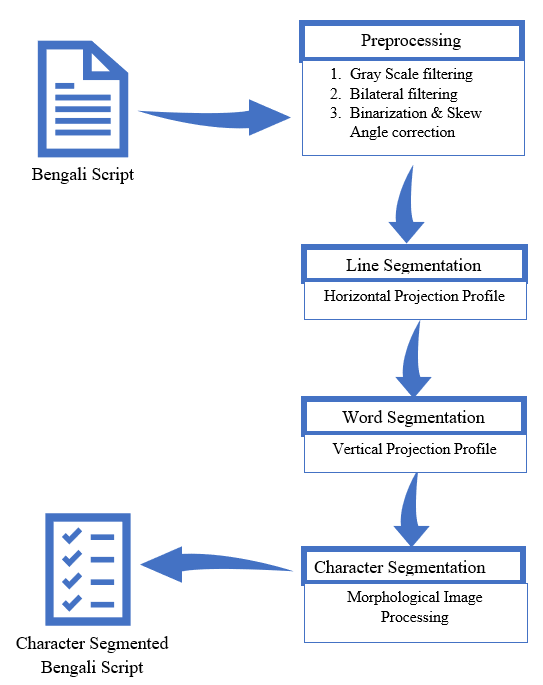 Preprocessing
1. Gray Scale filtering
2. Bilateral filtering
3. Binarization & Skew
Angle correction
Bengali Script
Line Segmentation
Horizontal Projection Profile
Word Segmentation
Vertical Projection Profile
Character Segmentation
Morphological Image
Processing
Character Segmented
Bengali Script